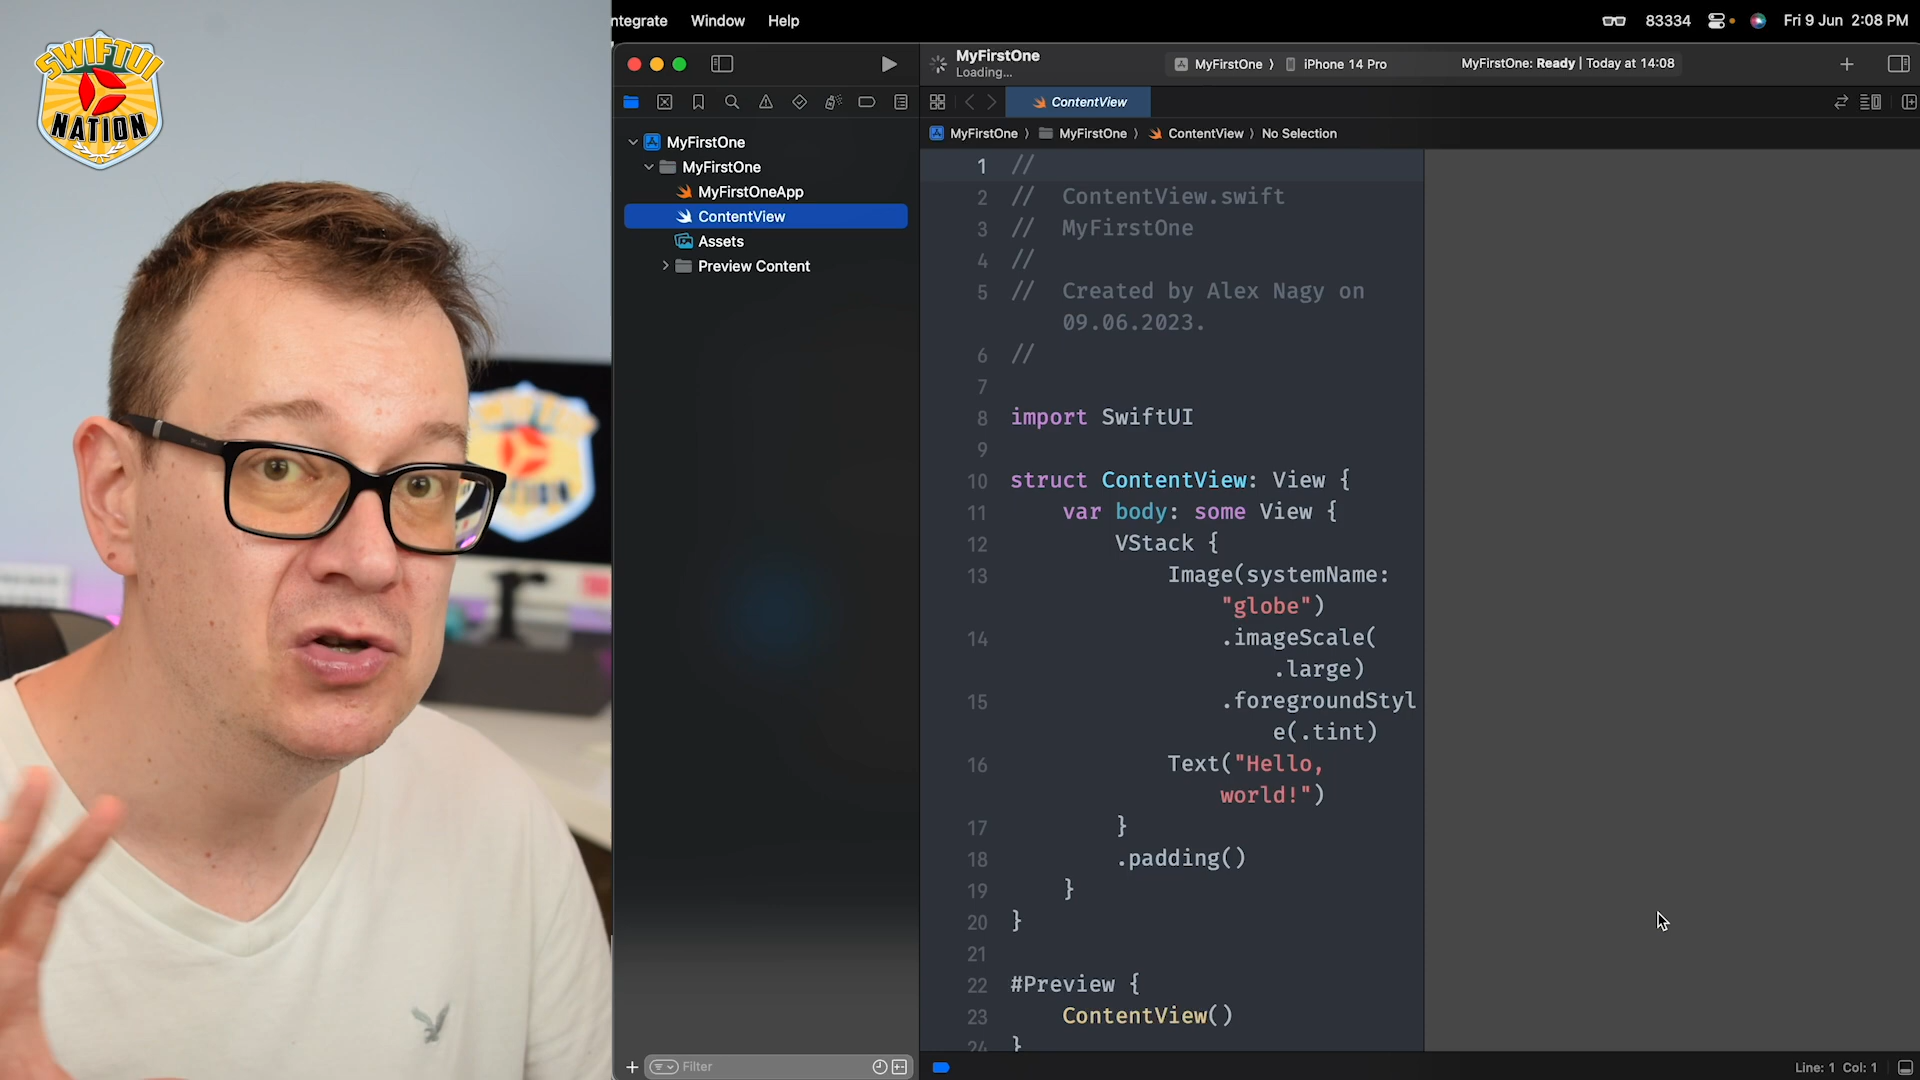 SWIFTUI
NATION
NATION
ntegrate Window Help
83334 Fri 9 Jun 2:08 PM
MyFirstOne
Loading...
MyFirstOne 〉 iPhone 14 Pro
MyFirstOne: Ready | Today at 14:08
ContentView
MyFirstOne 〉 MyFirstOne 〉 ContentView 〉 No Selection
MyFirstOne
MyFirstOne
MyFirstOneApp
ContentView
Assets
Preview Content
1 //
2 // ContentView.swift
3 // MyFirstOne
4 //
5 // Created by Alex Nagy on
09.06.2023.
6 //
7
8 import SwiftUI
9
10 struct ContentView: View {
11 var body: some View {
12 VStack {
13 Image(systemName:
"globe")
14 .imageScale(
.large)
15 .foregroundStyl
e(.tint)
16 Text("Hello,
world!")
17 }
18 .padding()
19 }
20 }
21
22 #Preview {
23 ContentView()
24 }
Filter
Line: 1 Col: 1